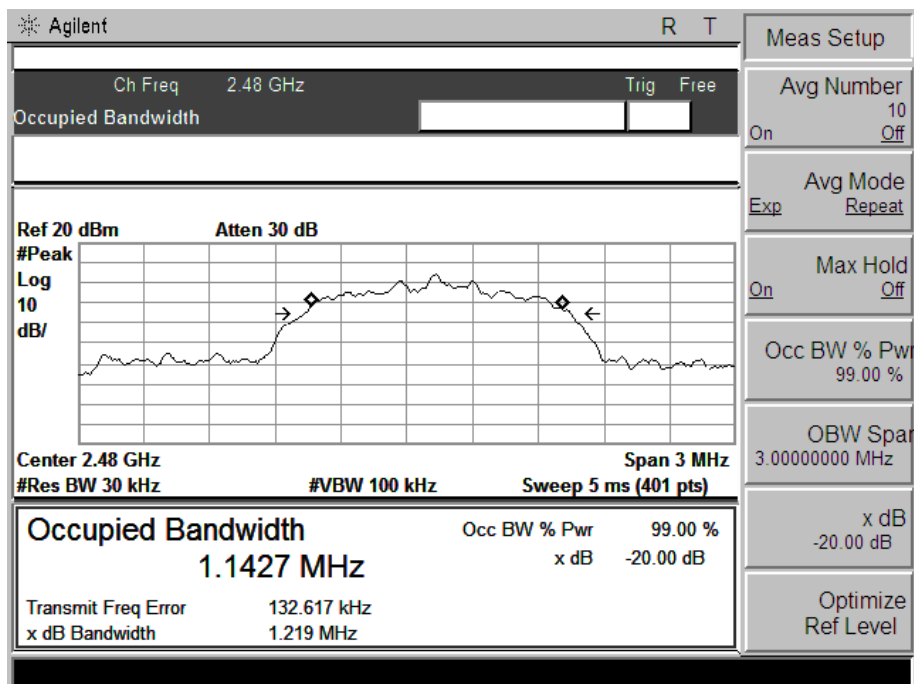 Agilent R T
Meas Setup
Ch Freq 2.48 GHz Trig Free
Occupied Bandwidth
Avg Number
10
On Off
Avg Mode
Exp Repeat
Ref 20 dBm Atten 30 dB
#Peak
Log
10
dB/
Max Hold
On Off
Occ BW % Pwr
99.00 %
OBW Span
3.00000000 MHz
Center 2.48 GHz Span 3 MHz
#Res BW 30 kHz #VBW 100 kHz Sweep 5 ms (401 pts)
Occupied Bandwidth
1.1427 MHz
Occ BW % Pwr 99.00 %
x dB -20.00 dB
Transmit Freq Error 132.617 kHz
x dB Bandwidth 1.219 MHz
x dB
-20.00 dB
Optimize
Ref Level